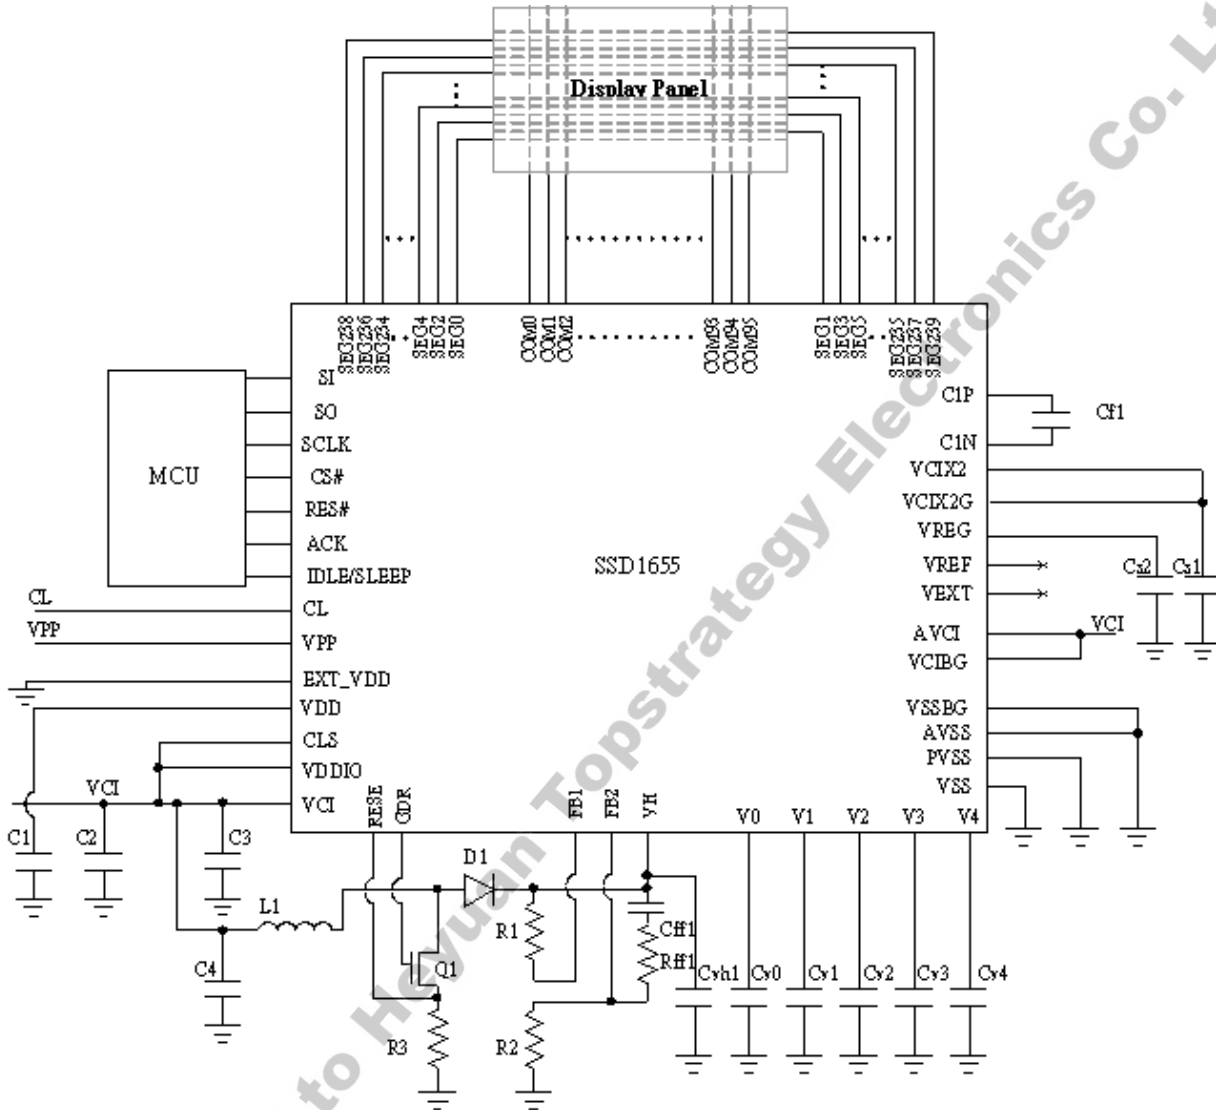 Display Panel
SEG238
SEG236
SEG234
SEG4
SEG2
SEG0
COM0
COM1
COM2
COM93
COM94
COM95
SEG1
SEG3
SEG5
SEG235
SEG237
SEG239
MCU
SI
SO
SCLK
CS#
RES#
ACK
IDLE/SLEEP
CL
CL
VPP
VPP
EXT_VDD
VDD
CLS
VDDIO
VCI
VCI
SSD1655
C1P
C1N
Cf1
VCIX2
VCIX2G
VREG
VREF
VEXT
Cs2
Cs1
AVCI
VCI
VCIBG
VSSBG
AVSS
PVSS
VSS
RESE
GDR
FB1
FB2
VH
V0
V1
V2
V3
V4
C1
C2
C3
D1
L1
C4
Q1
R1
Cff1
Rff1
R3
R2
Cvh1
Cv0
Cv1
Cv2
Cv3
Cv4
to Heyuan Topstrategy Electronics Co. Lt